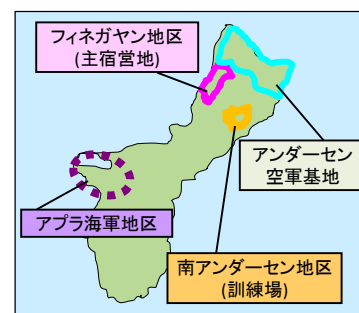 フィネガヤン地区
(主宿営地)
アンダーセン
空軍基地
アプラ海軍地区
南アンダーセン地区
(訓練場)